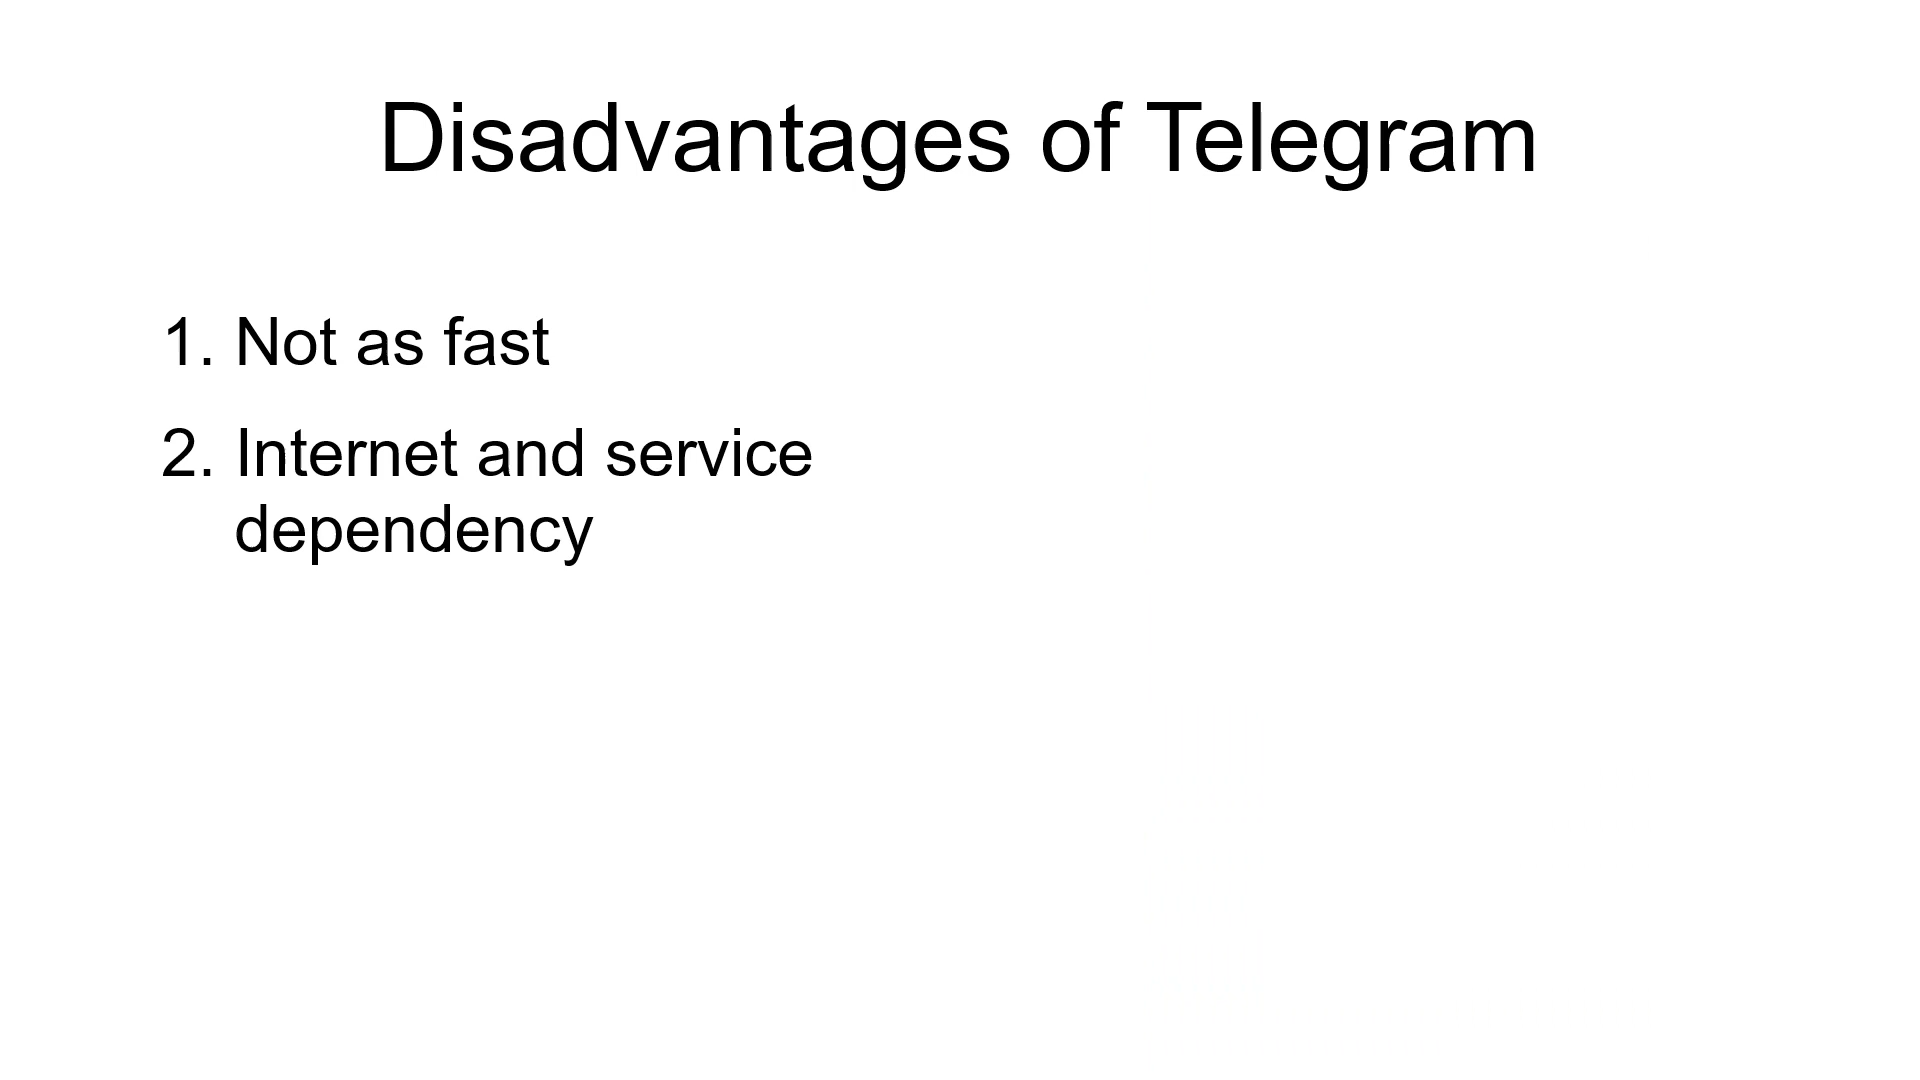 Disadvantages of Telegram
1. Not as fast
2. Internet and service
dependency